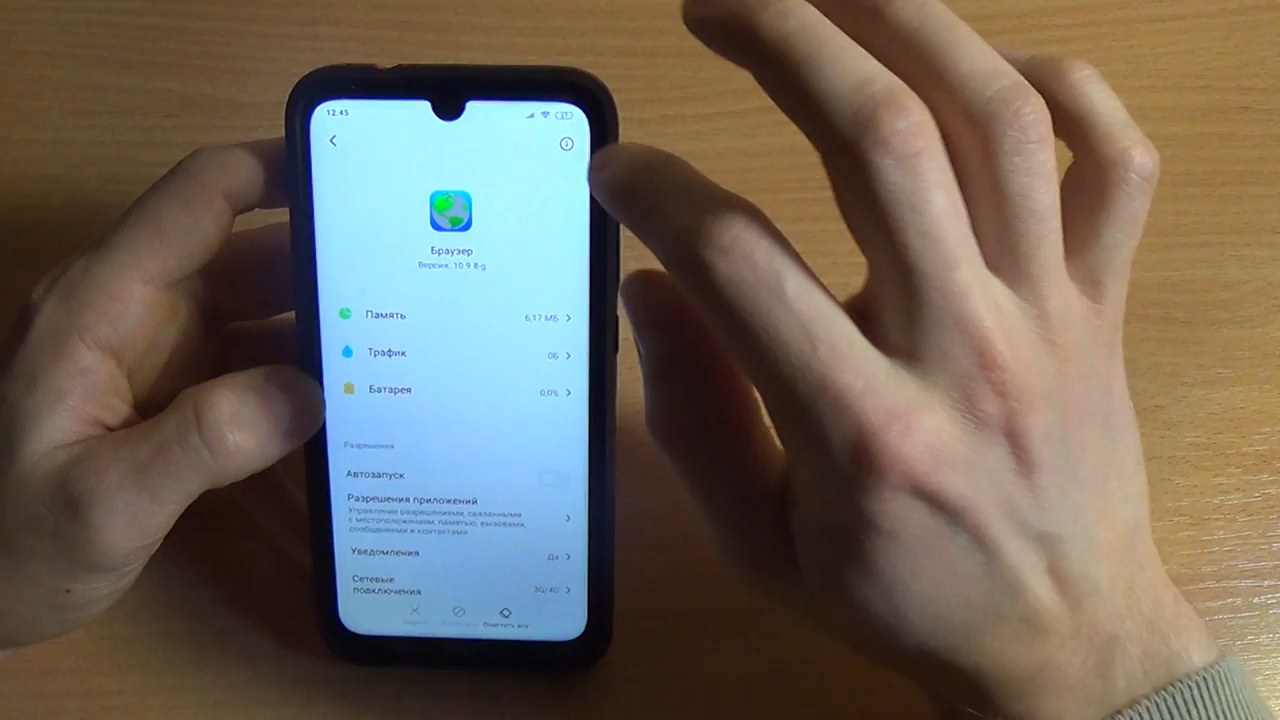 12:45
Браузер
Версия: 10.9.8-g
Память 6,17 МБ
Трафик 0Б
Батарея 0,0%
Разрешения
Автозапуск
Разрешения приложений
Управление разрешениями, связанными
с местоположением, памятью, вызовами,
сообщениями и контактами
Уведомления Да
Сетевые
подключения 3G/4G
Очистить все